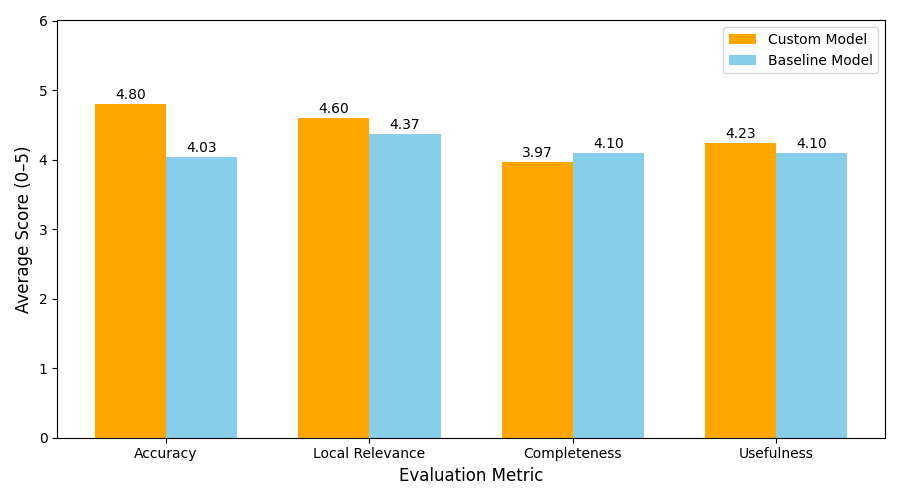 6
5
4
3
2
1
0
Average Score (0–5)
Custom Model
Baseline Model
4.80
4.03
4.60
4.37
3.97
4.10
4.23
4.10
Accuracy
Local Relevance
Completeness
Usefulness
Evaluation Metric